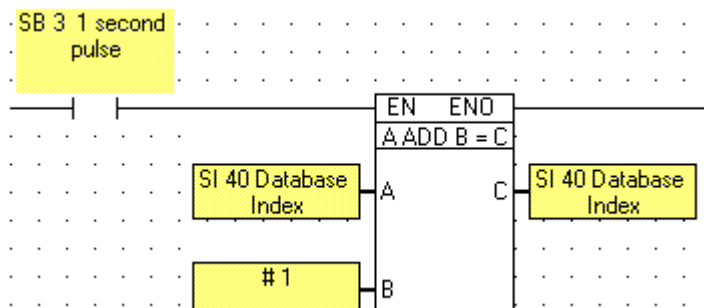 SB 3 1 second
pulse
EN ENO
A ADD B = C
SI 40 Database
Index
A
C
SI 40 Database
Index
# 1
B